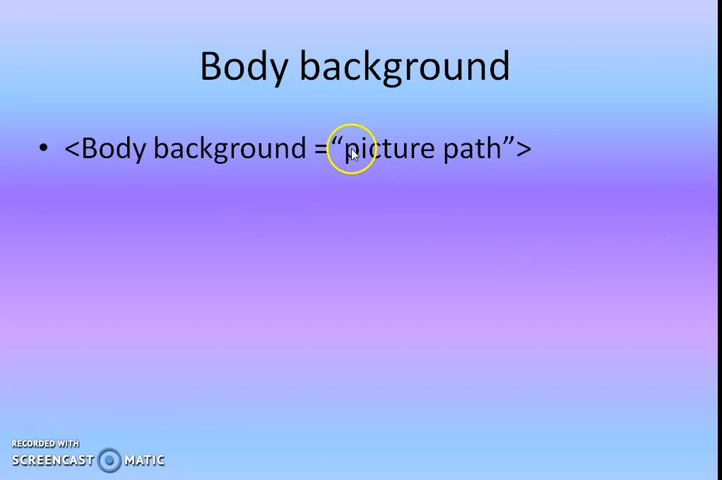 Body background
• <Body background =“picture path”>
RECORDED WITH
SCREENCAST MATIC